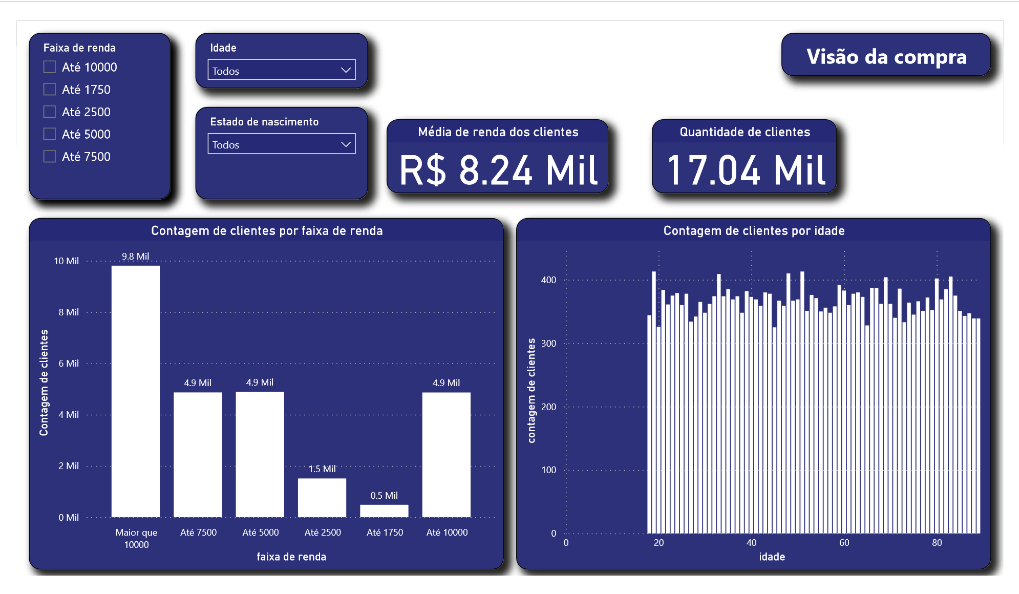 Faixa de renda
Até 10000
Até 1750
Até 2500
Até 5000
Até 7500
Idade
Todos
Estado de nascimento
Todos
Visão da compra
Média de renda dos clientes
R$ 8.24 Mil
Quantidade de clientes
17.04 Mil
Contagem de clientes por faixa de renda
Contagem de clientes
10 Mil
8 Mil
6 Mil
4 Mil
2 Mil
0 Mil
9.8 Mil
4.9 Mil
4.9 Mil
1.5 Mil
0.5 Mil
4.9 Mil
Maior que
10000
Até 7500
Até 5000
Até 2500
Até 1750
Até 10000
faixa de renda
Contagem de clientes por idade
contagem de clientes
400
300
200
100
0
0
20
40
60
80
idade